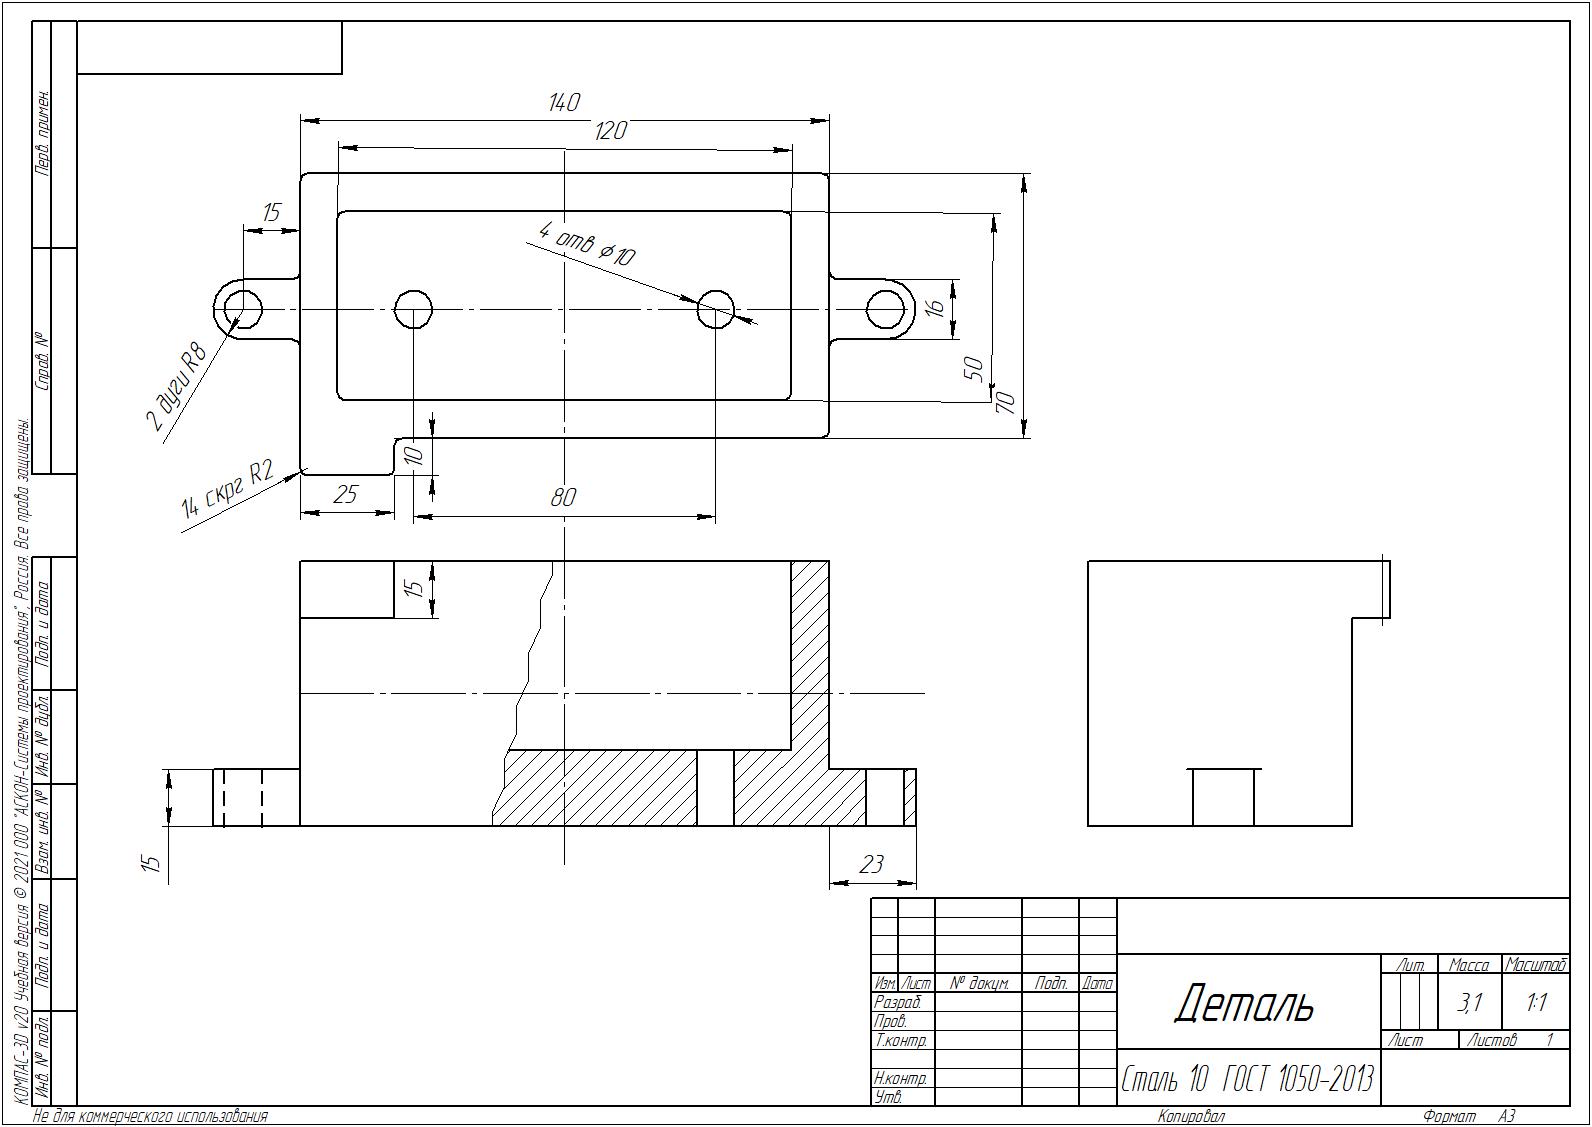 140
120
15
4 отв ⌀10
16
50
70
2 дуги R8
10
14 скрг R2
25
80
15
15
23
Перв. примен.
Справ. №
Подп. и дата
Инв. № дубл.
Взам. инв. №
Подп. и дата
Инв. № подл.
КОМПАС-3D v20 Учебная версия © 2021 ООО "АСКОН-Системы проектирования", Россия. Все права защищены.
Изм. Лист № докум. Подп. Дата
Разраб.
Пров.
Т.контр.
Н.контр.
Утв.
Деталь
Сталь 10 ГОСТ 1050-2013
Лит. Масса Масштаб
3,1 1:1
Лист Листов 1
Не для коммерческого использования
Копировал
Формат А3